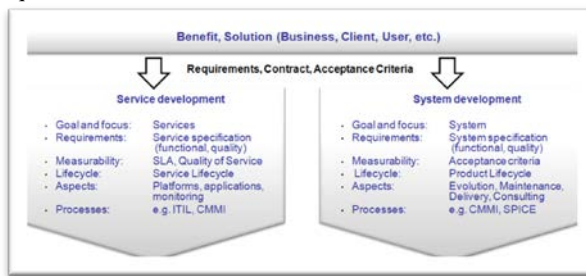 Benefit, Solution (Business, Client, User, etc.)
Requirements, Contract, Acceptance Criteria
Service development
· Goal and focus: Services
· Requirements: Service specification
(functional, quality)
· Measurability: SLA, Quality of Service
· Lifecycle: Service Lifecycle
· Aspects: Platforms, applications,
monitoring
· Processes: e.g. ITIL, CMMI
System development
· Goal and focus: System
· Requirements: System specification
(functional, quality)
· Measurability: Acceptance criteria
· Lifecycle: Product Lifecycle
· Aspects: Evolution, Maintenance,
Delivery, Consulting
· Processes: e.g. CMMI, SPICE